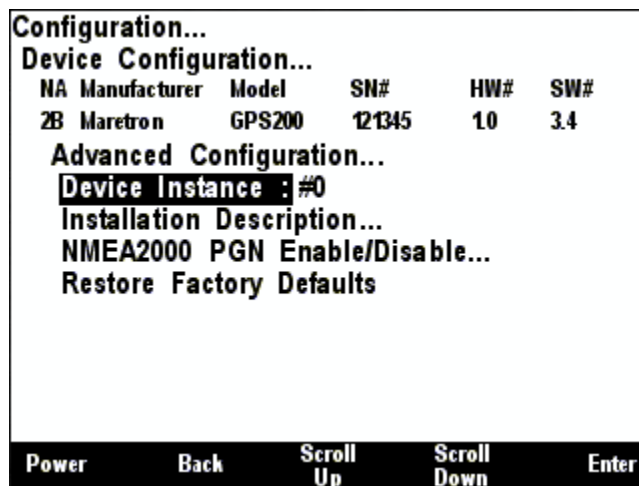 Configuration...
Device Configuration...
NA Manufacturer Model SN# HW# SW#
2B Maretron GPS200 121345 1.0 3.4
Advanced Configuration...
Device Instance : #0
Installation Description...
NMEA2000 PGN Enable/Disable...
Restore Factory Defaults
Power Back Scroll Up Scroll Down Enter